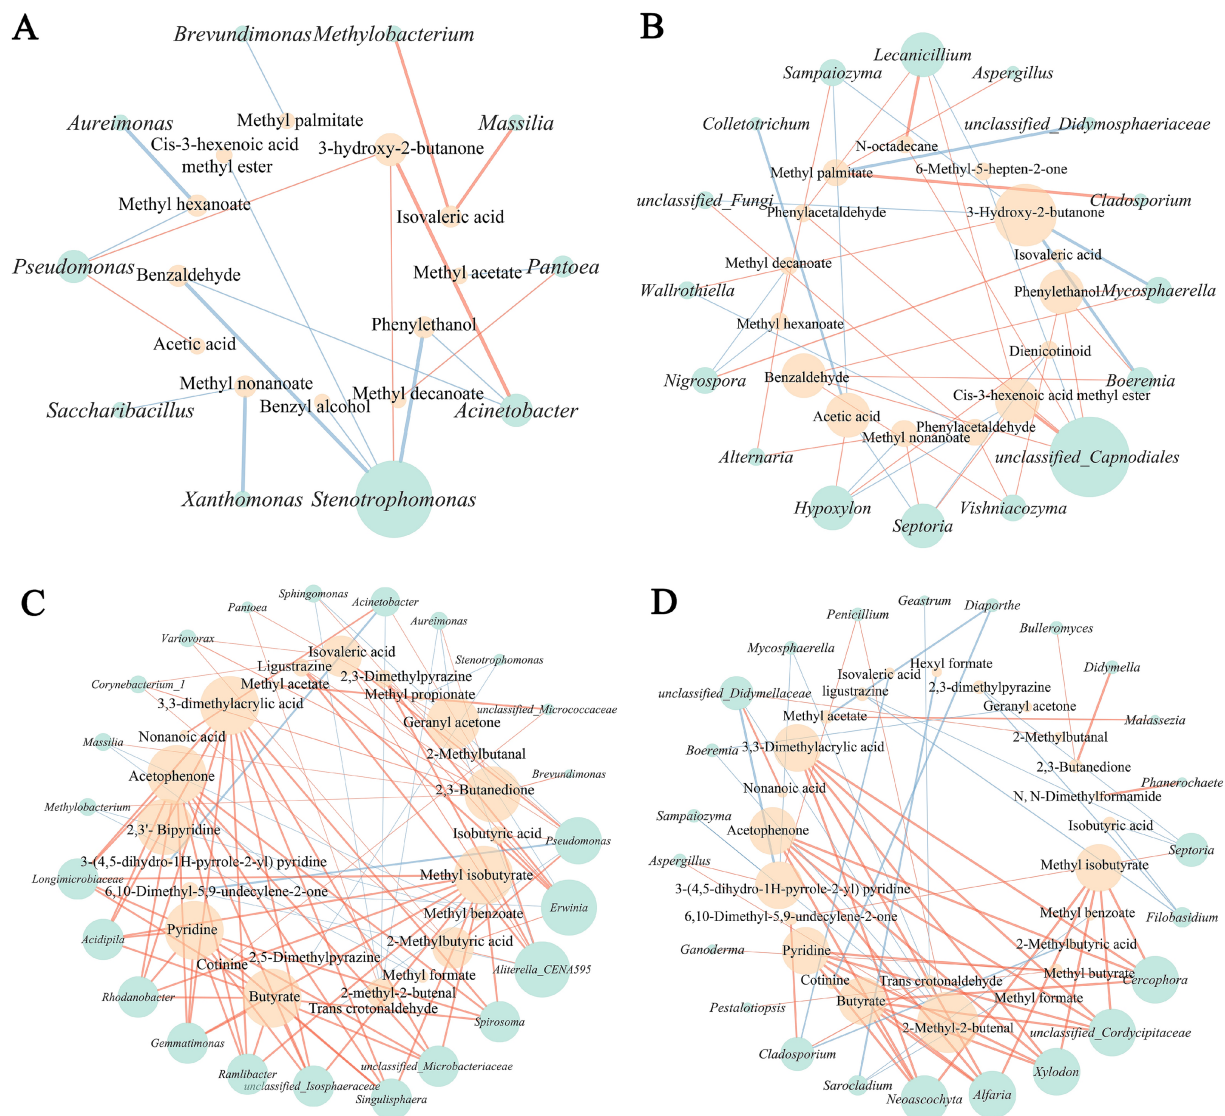 A
Brevundimonas
Methylobacterium
Aureimonas
Methyl palmitate
Massilia
Cis-3-hexenoic acid
methyl ester
3-hydroxy-2-butanone
Methyl hexanoate
Isovaleric acid
Pseudomonas
Benzaldehyde
Methyl acetate
Pantoea
Phenylethanol
Acetic acid
Methyl nonanoate
Methyl decanoate
Saccharibacillus
Benzyl alcohol
Acinetobacter
Xanthomonas
Stenotrophomonas
B
Lecanicillium
Sampaiozyma
Aspergillus
Colletotrichum
unclassified_Didymosphaeriaceae
N-octadecane
Methyl palmitate
6-Methyl-5-hepten-2-one
unclassified_Fungi
Phenylacetaldehyde
3-Hydroxy-2-butanone
Cladosporium
Isovaleric acid
Methyl decanoate
Wallrothiella
Phenylethanol
Mycosphaerella
Methyl hexanoate
Dienicotinoid
Nigrospora
Benzaldehyde
Boeremia
Cis-3-hexenoic acid methyl ester
Acetic acid
Phenylacetaldehyde
Methyl nonanoate
Alternaria
unclassified_Capnodiales
Hypoxylon
Septoria
Vishniacozyma
C
Sphingomonas
Pantoea
Acinetobacter
Aureimonas
Variovorax
Isovaleric acid
Stenotrophomonas
Ligustrazine
2,3-Dimethylpyrazine
Corynebacterium_1
Methyl acetate
Methyl propionate
3,3-dimethylacrylic acid
unclassified_Micrococcaceae
Geranyl acetone
Nonanoic acid
Massilia
2-Methylbutanal
Acetophenone
Brevundimonas
2,3-Butanedione
Methylobacterium
2,3'- Bipyridine
Isobutyric acid
Pseudomonas
3-(4,5-dihydro-1H-pyrrole-2-yl) pyridine
Longimicrobiaceae
Methyl isobutyrate
6,10-Dimethyl-5,9-undecylene-2-one
Methyl benzoate
Erwinia
Pyridine
Acidipila
2-Methylbutyric acid
2,5-Dimethylpyrazine
Cotinine
Aliterella_CENA595
Methyl formate
Rhodanobacter
Butyrate
2-methyl-2-butenal
Trans crotonaldehyde
Spirosoma
Gemmatimonas
unclassified_Microbacteriaceae
Ramlibacter
unclassified_Isosphaeraceae
Singulisphaera
D
Geastrum
Diaporthe
Penicillium
Bulleromyces
Mycosphaerella
Hexyl formate
Didymella
Isovaleric acid
unclassified_Didymellaceae
ligustrazine
2,3-dimethylpyrazine
Geranyl acetone
Methyl acetate
Malassezia
2-Methylbutanal
Boeremia
3,3-Dimethylacrylic acid
2,3-Butanedione
Phanerochaete
Nonanoic acid
N, N-Dimethylformamide
Sampaiozyma
Isobutyric acid
Acetophenone
Septoria
Aspergillus
Methyl isobutyrate
3-(4,5-dihydro-1H-pyrrole-2-yl) pyridine
6,10-Dimethyl-5,9-undecylene-2-one
Methyl benzoate
Filobasidium
Ganoderma
Pyridine
2-Methylbutyric acid
Methyl butyrate
Cotinine
Trans crotonaldehyde
Cercophora
Butyrate
Methyl formate
Pestalotiopsis
2-Methyl-2-butenal
unclassified_Cordycipitaceae
Cladosporium
Xylodon
Sarocladium
Neoascochyta
Alfaria